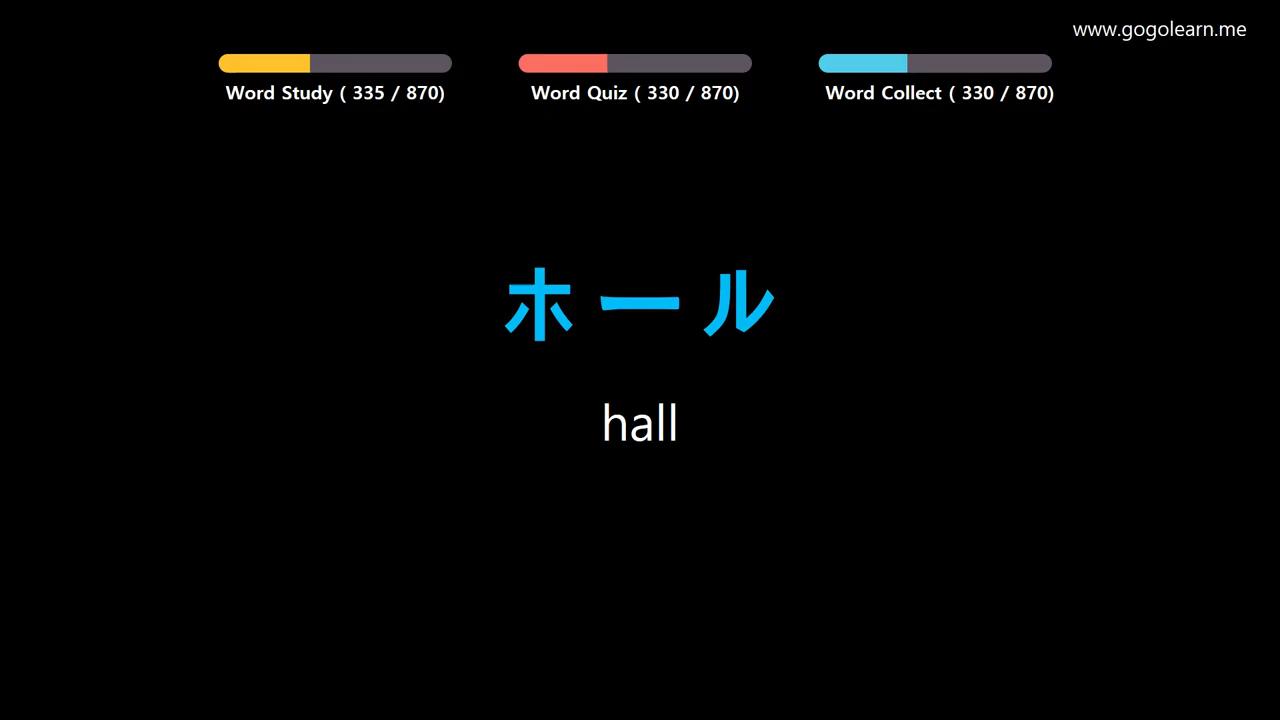 www.gogolearn.me
Word Study ( 335 / 870)
Word Quiz ( 330 / 870)
Word Collect ( 330 / 870)
ホール
hall